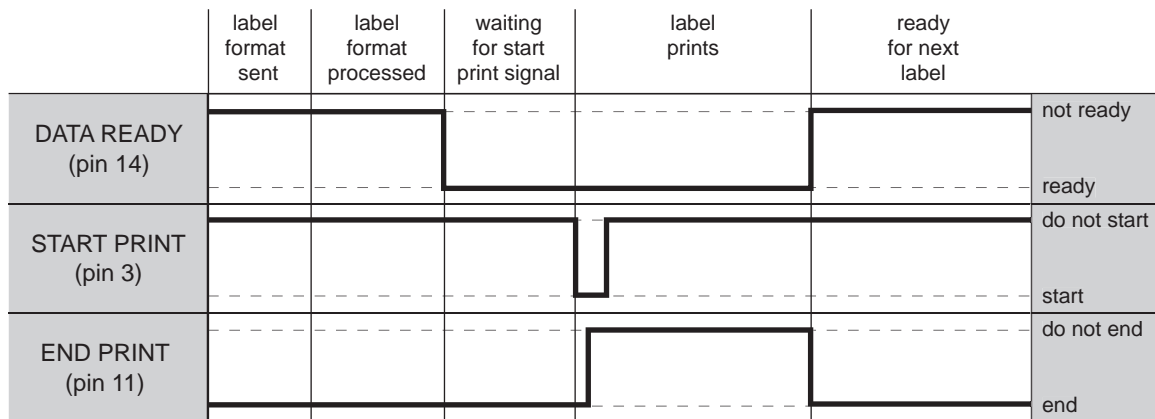 label
format
sent
label
format
processed
waiting
for start
print signal
label
prints
ready
for next
label
DATA READY
(pin 14)
not ready
ready
START PRINT
(pin 3)
do not start
start
END PRINT
(pin 11)
do not end
end